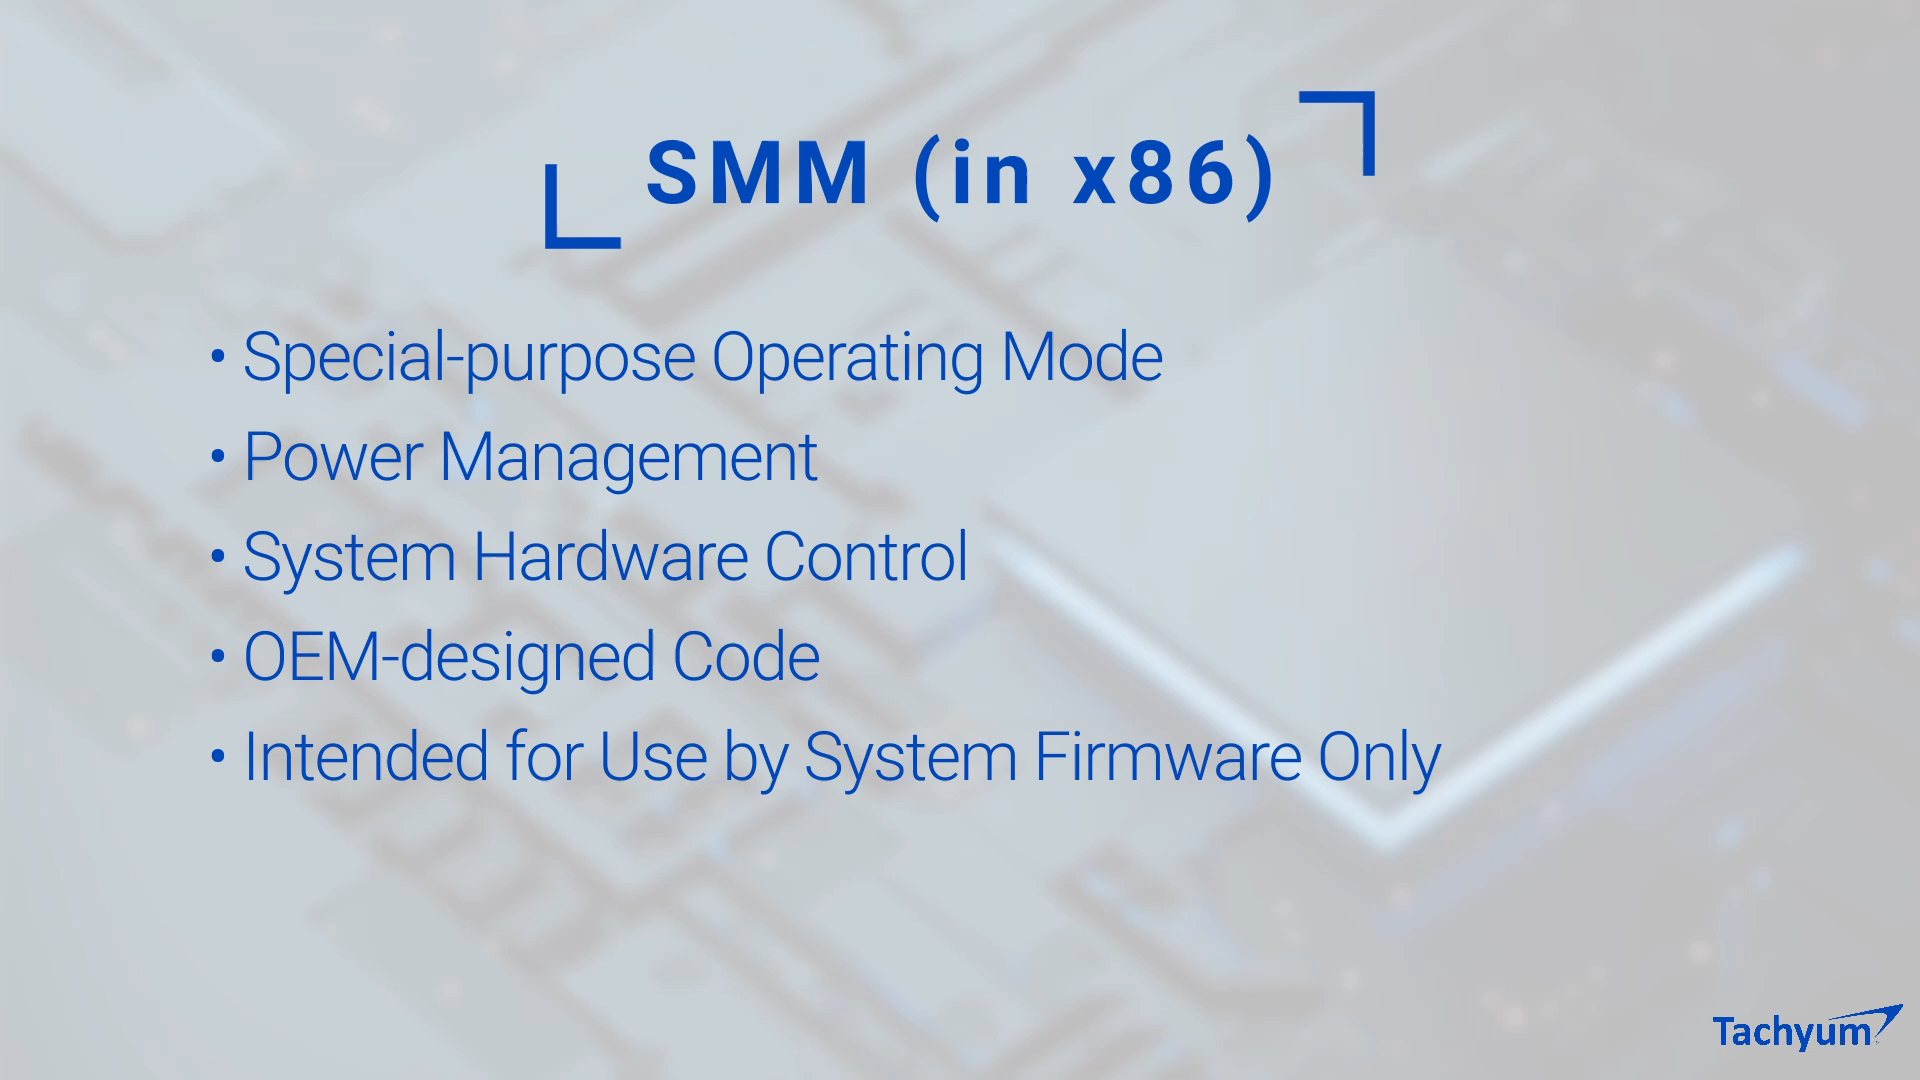 SMM (in x86)
• Special-purpose Operating Mode
• Power Management
• System Hardware Control
• OEM-designed Code
• Intended for Use by System Firmware Only
Tachyum